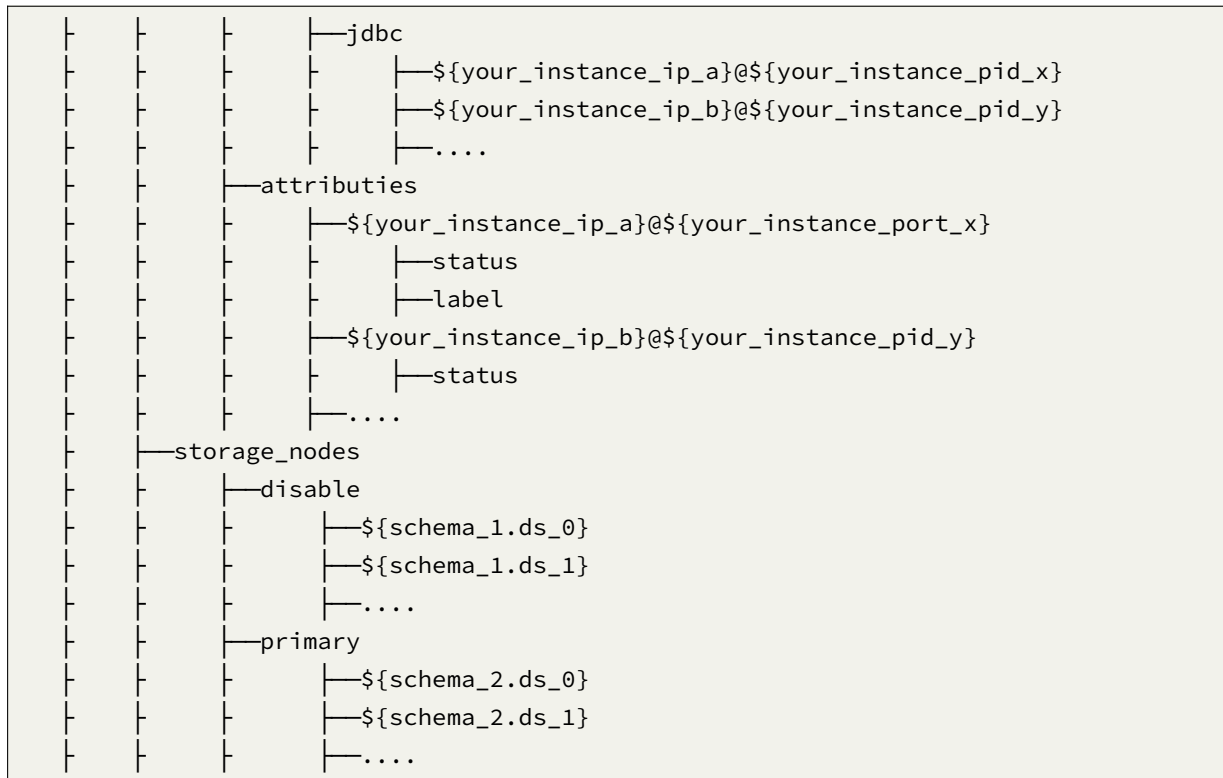 ├ ├ ├ ├──jdbc
├ ├ ├ ├ ├──${your_instance_ip_a}@${your_instance_pid_x}
├ ├ ├ ├ ├──${your_instance_ip_b}@${your_instance_pid_y}
├ ├ ├ ├ ├──....
├ ├ ├──attributies
├ ├ ├ ├──${your_instance_ip_a}@${your_instance_port_x}
├ ├ ├ ├ ├──status
├ ├ ├ ├ ├──label
├ ├ ├ ├──${your_instance_ip_b}@${your_instance_pid_y}
├ ├ ├ ├ ├──status
├ ├ ├ ├──....
├ ├──storage_nodes
├ ├ ├──disable
├ ├ ├ ├──${schema_1.ds_0}
├ ├ ├ ├──${schema_1.ds_1}
├ ├ ├ ├──....
├ ├ ├──primary
├ ├ ├ ├──${schema_2.ds_0}
├ ├ ├ ├──${schema_2.ds_1}
├ ├ ├ ├──....